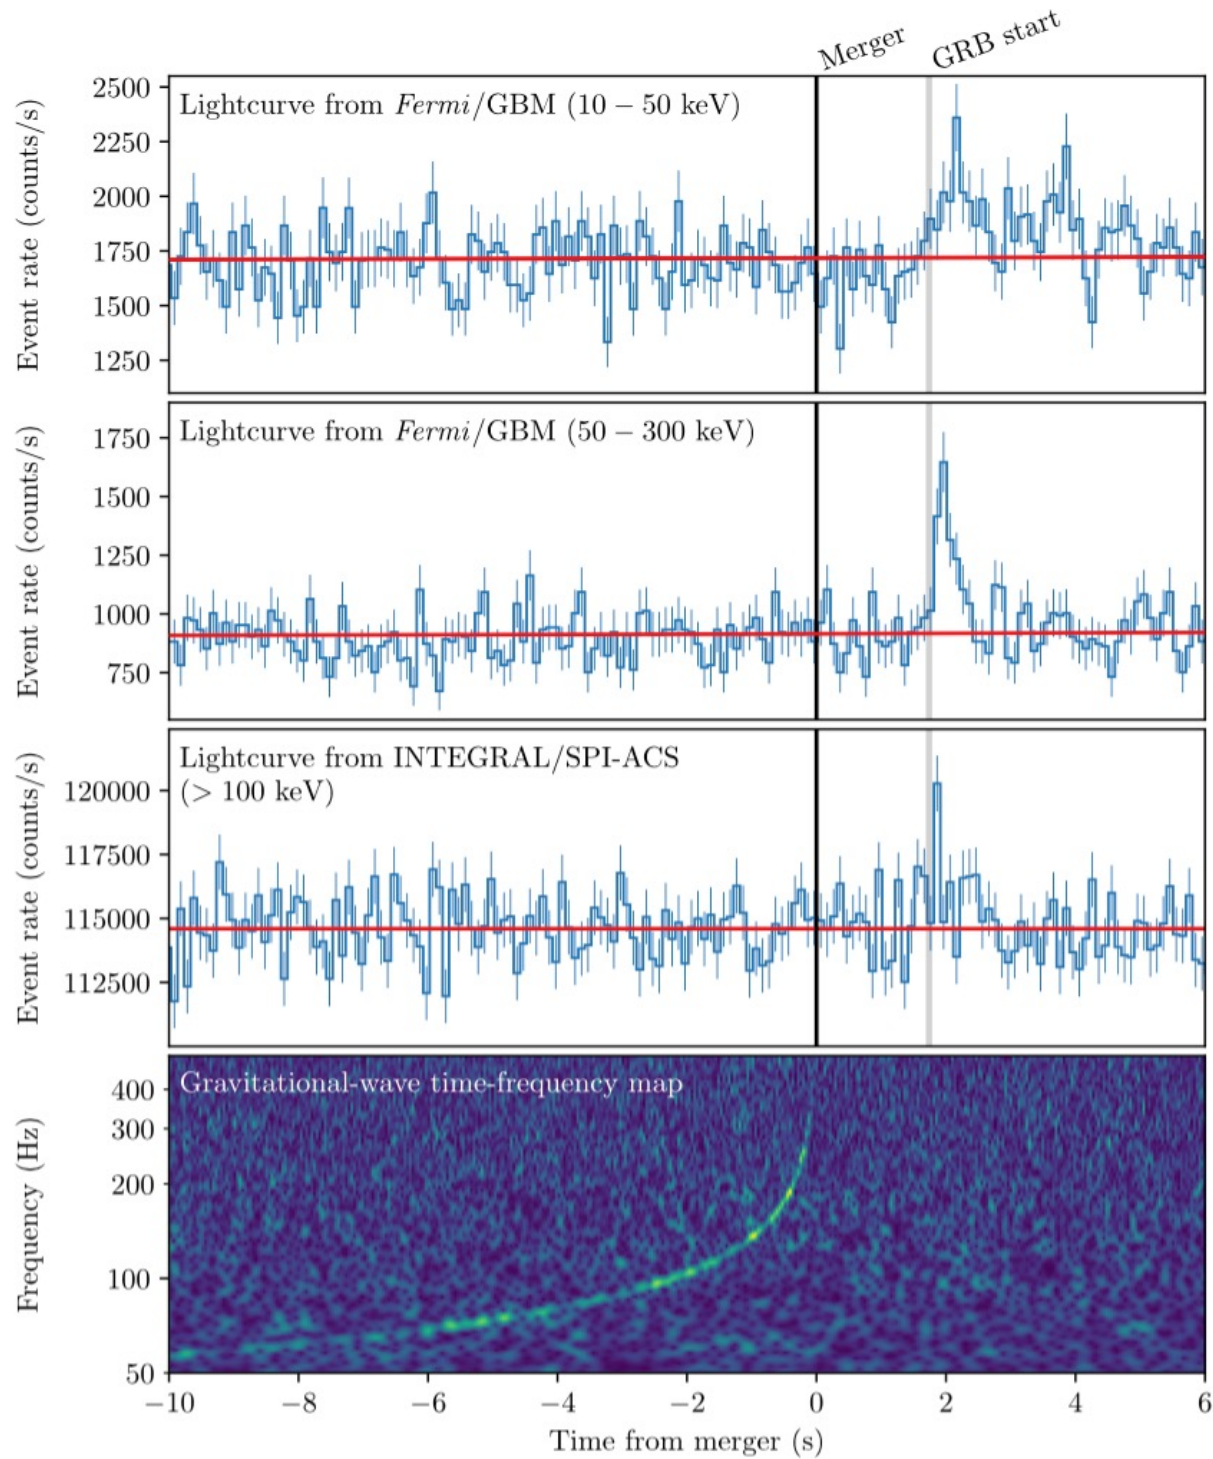 Merger
GRB start
Lightcurve from Fermi/GBM (10 – 50 keV)
Event rate (counts/s)
2500
2250
2000
1750
1500
1250
Lightcurve from Fermi/GBM (50 – 300 keV)
Event rate (counts/s)
1750
1500
1250
1000
750
Lightcurve from INTEGRAL/SPI-ACS
(> 100 keV)
Event rate (counts/s)
120000
117500
115000
112500
Gravitational-wave time-frequency map
Frequency (Hz)
400
300
200
100
50
−10 −8 −6 −4 −2 0 2 4 6
Time from merger (s)